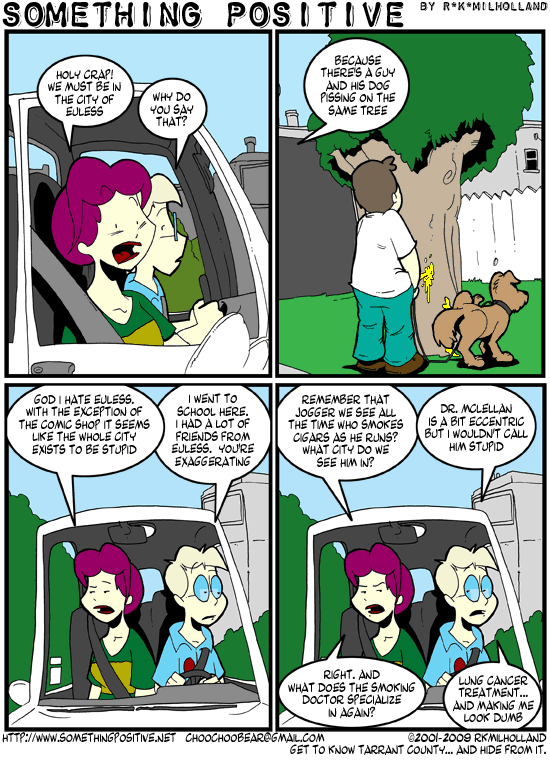 SOMETHING POSITIVE BY R*K*MILHOLLAND
HOLY CRAP!
WE MUST BE IN
THE CITY OF
EULESS
WHY DO
YOU SAY
THAT?
BECAUSE
THERE'S A GUY
AND HIS DOG
PISSING ON THE
SAME TREE
GOD I HATE EULESS.
WITH THE EXCEPTION OF
THE COMIC SHOP IT SEEMS
LIKE THE WHOLE CITY
EXISTS TO BE STUPID
I WENT TO
SCHOOL HERE.
I HAD A LOT OF
FRIENDS FROM
EULESS. YOU'RE
EXAGGERATING
REMEMBER THAT
JOGGER WE SEE ALL
THE TIME WHO SMOKES
CIGARS AS HE RUNS?
WHAT CITY DO WE
SEE HIM IN?
DR. MCLELLAN
IS A BIT ECCENTRIC
BUT I WOULDN'T CALL
HIM STUPID
RIGHT. AND
WHAT DOES THE SMOKING
DOCTOR SPECIALIZE
IN AGAIN?
LUNG CANCER
TREATMENT...
AND MAKING ME
LOOK DUMB
HTTP://WWW.SOMETHINGPOSITIVE.NET CHOOCHOOBEAR@GMAIL.COM ©2001-2009 RKMILHOLLAND
GET TO KNOW TARRANT COUNTY... AND HIDE FROM IT.